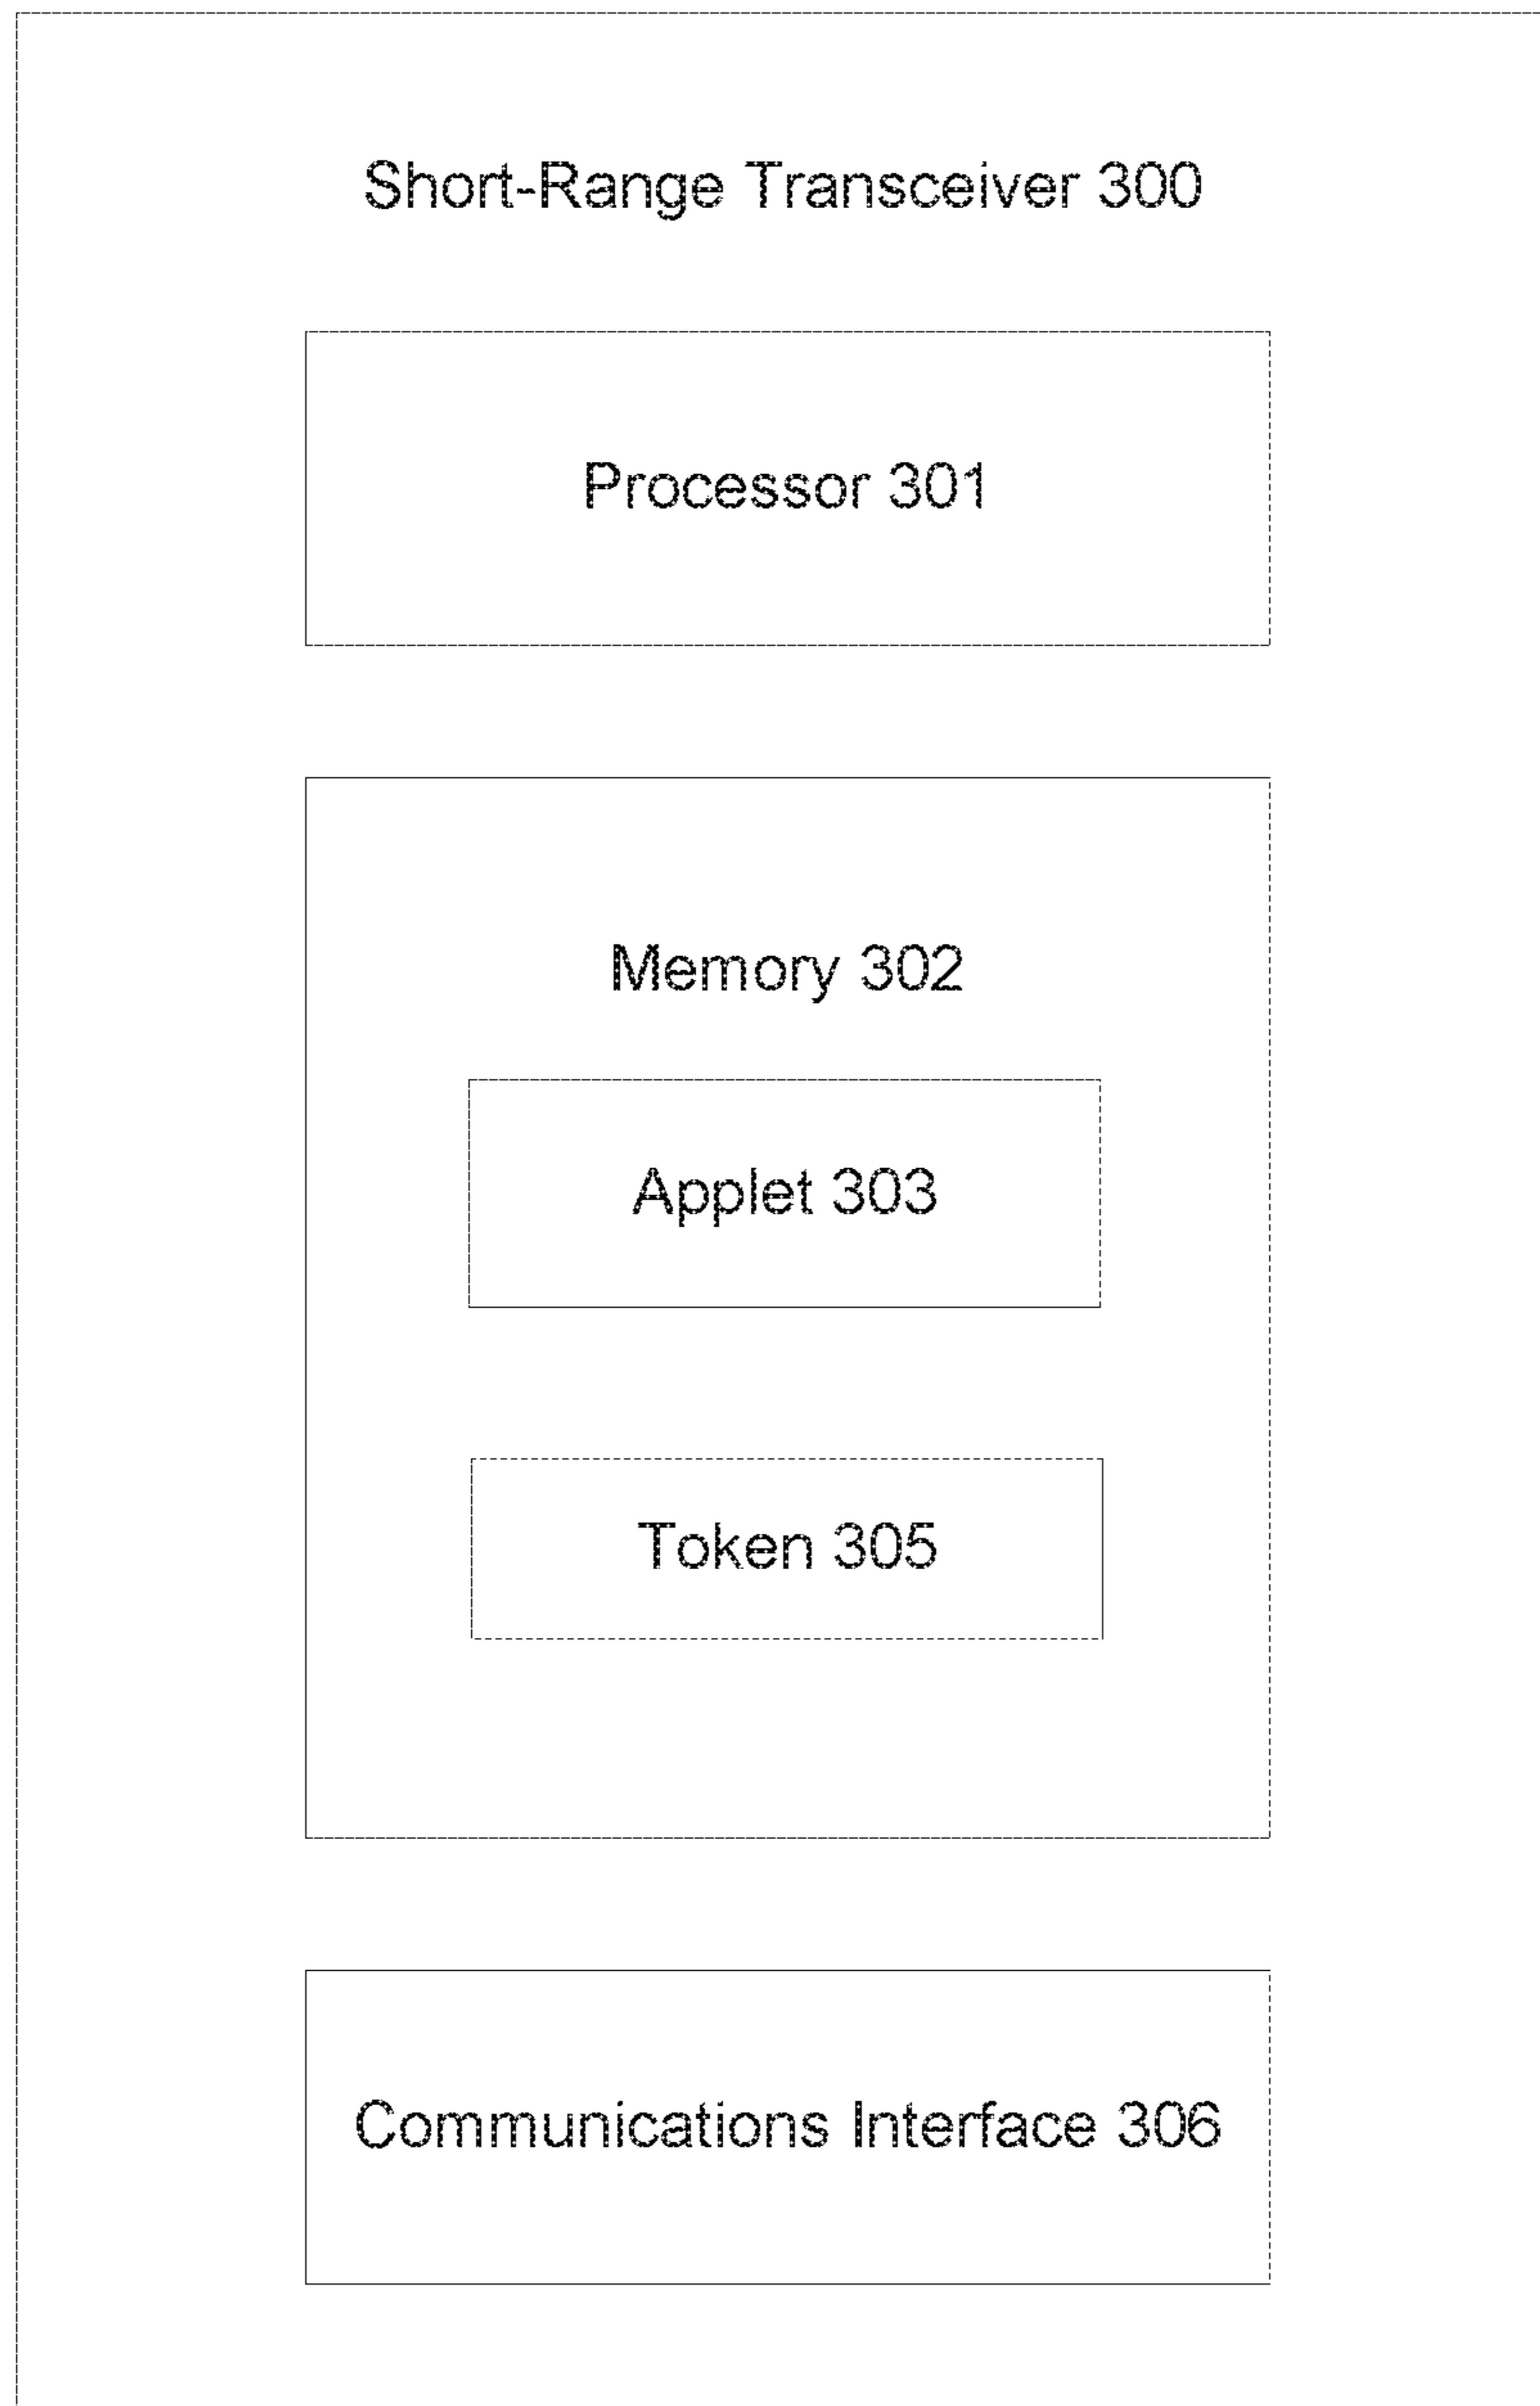 Short-Range Transceiver 300
Processor 301
Memory 302
Applet 303
Token 305
Communications Interface 306